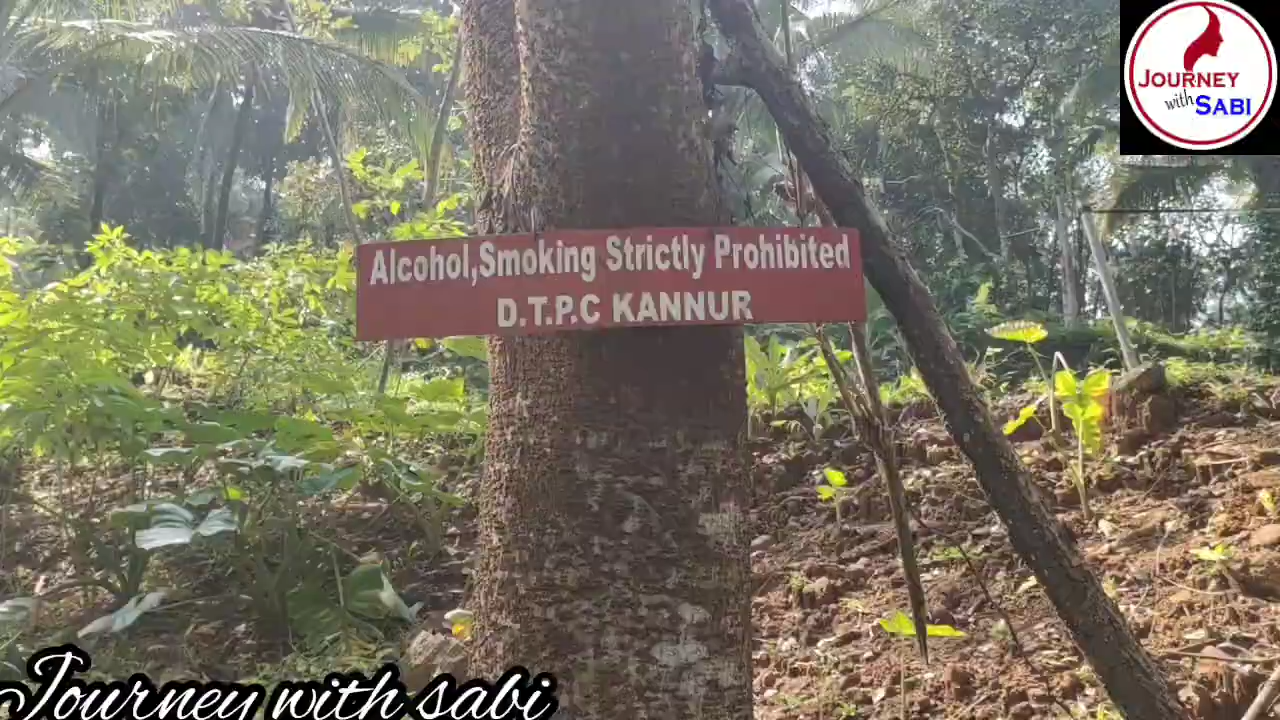 JOURNEY
with SABI
Alcohol,Smoking Strictly Prohibited
D.T.P.C KANNUR
Journey with sabi